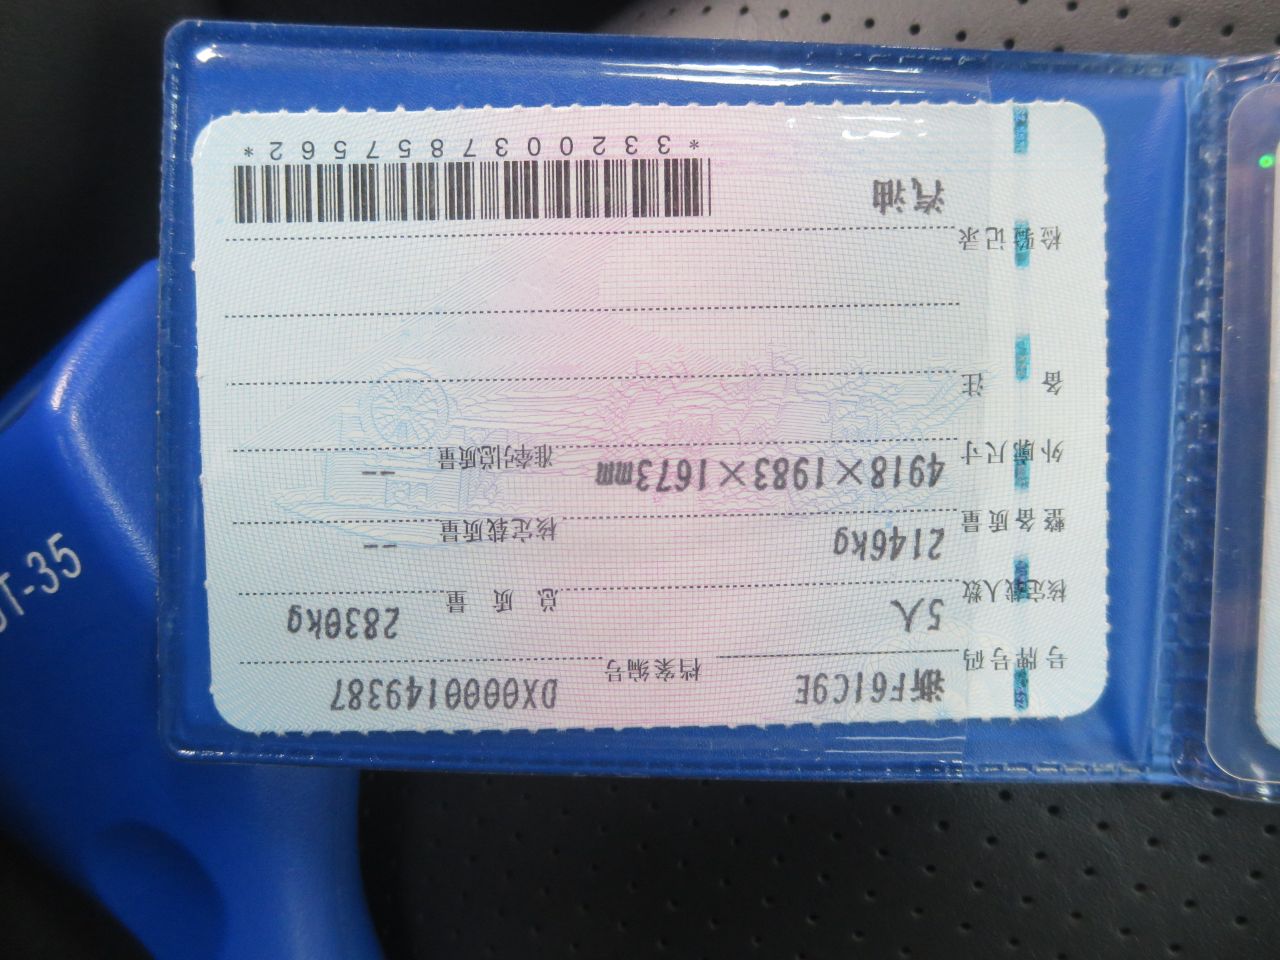 号牌号码 浙F61C9E 档案编号 DX0000149387
核定载人数 5人 总质量 2830kg
整备质量 2146kg 核定载质量 --
外廓尺寸 4918×1983×1673mm 准牵引总质量 --
备注
检验记录
汽油
*3320037857562*
DT-35